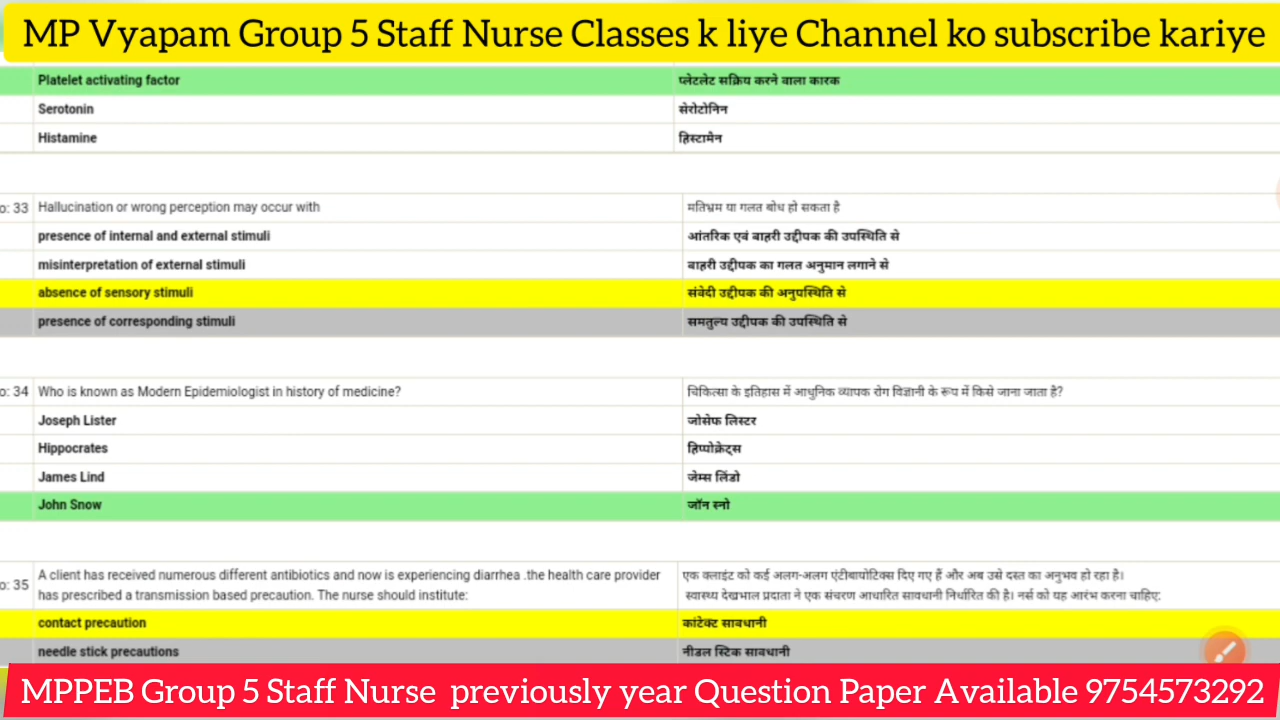 MP Vyapam Group 5 Staff Nurse Classes k liye Channel ko subscribe kariye
Platelet activating factor प्लेटलेट सक्रिय करने वाला कारक
Serotonin सेरोटोनिन
Histamine हिस्टामैन
o: 33 Hallucination or wrong perception may occur with मतिभ्रम या गलत बोध हो सकता है
presence of internal and external stimuli आंतरिक एवं बाहरी उद्दीपक की उपस्थिति से
misinterpretation of external stimuli बाहरी उद्दीपक का गलत अनुमान लगाने से
absence of sensory stimuli संवेदी उद्दीपक की अनुपस्थिति से
presence of corresponding stimuli समतुल्य उद्दीपक की उपस्थिति से
o: 34 Who is known as Modern Epidemiologist in history of medicine? चिकित्सा के इतिहास में आधुनिक व्यापक रोग विज्ञानी के रूप में किसे जाना जाता है?
Joseph Lister जोसेफ लिस्टर
Hippocrates हिप्पोक्रेट्स
James Lind जेम्स लिंडो
John Snow जॉन स्नो
o: 35 A client has received numerous different antibiotics and now is experiencing diarrhea .the health care provider एक क्लाइंट को कई अलग-अलग एंटीबायोटिक्स दिए गए हैं और अब उसे दस्त का अनुभव हो रहा है।
has prescribed a transmission based precaution. The nurse should institute: स्वास्थ्य देखभाल प्रदाता ने एक संचरण आधारित सावधानी निर्धारित की है। नर्स को यह आरंभ करना चाहिए:
contact precaution कांटेक्ट सावधानी
needle stick precautions नीडल स्टिक सावधानी
MPPEB Group 5 Staff Nurse previously year Question Paper Available 9754573292